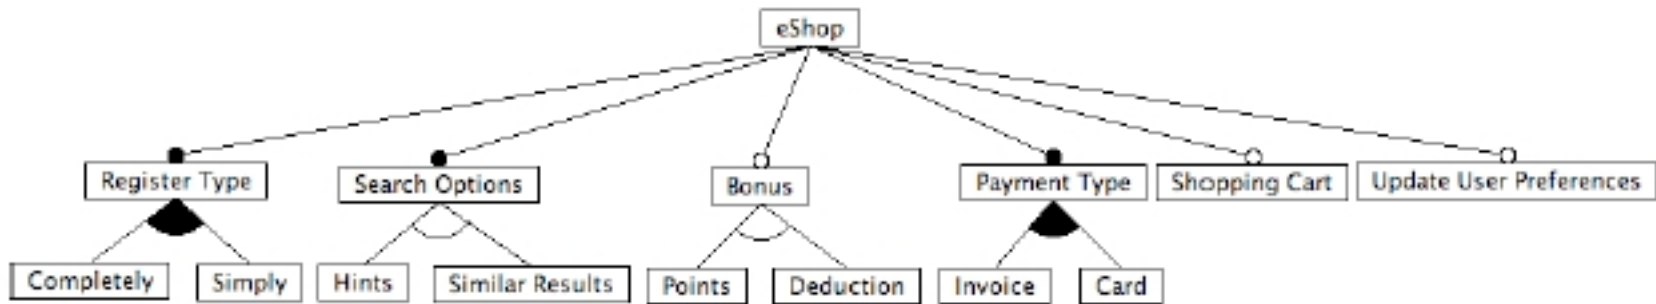 eShop
Register Type
Search Options
Bonus
Payment Type
Shopping Cart
Update User Preferences
Completely
Simply
Hints
Similar Results
Points
Deduction
Invoice
Card